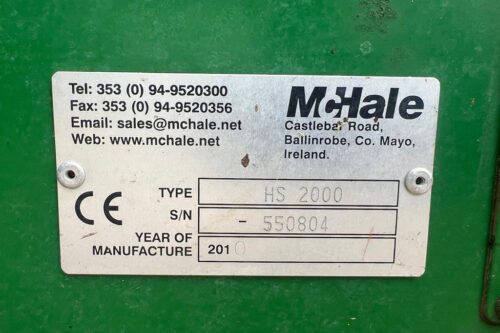 Tel: 353 (0) 94-9520300
Fax: 353 (0) 94-9520356
Email: sales@mchale.net
Web: www.mchale.net
McHale
Castlebar Road,
Ballinrobe, Co. Mayo,
Ireland.
CE
TYPE HS 2000
S/N - 550804
YEAR OF
MANUFACTURE 2010